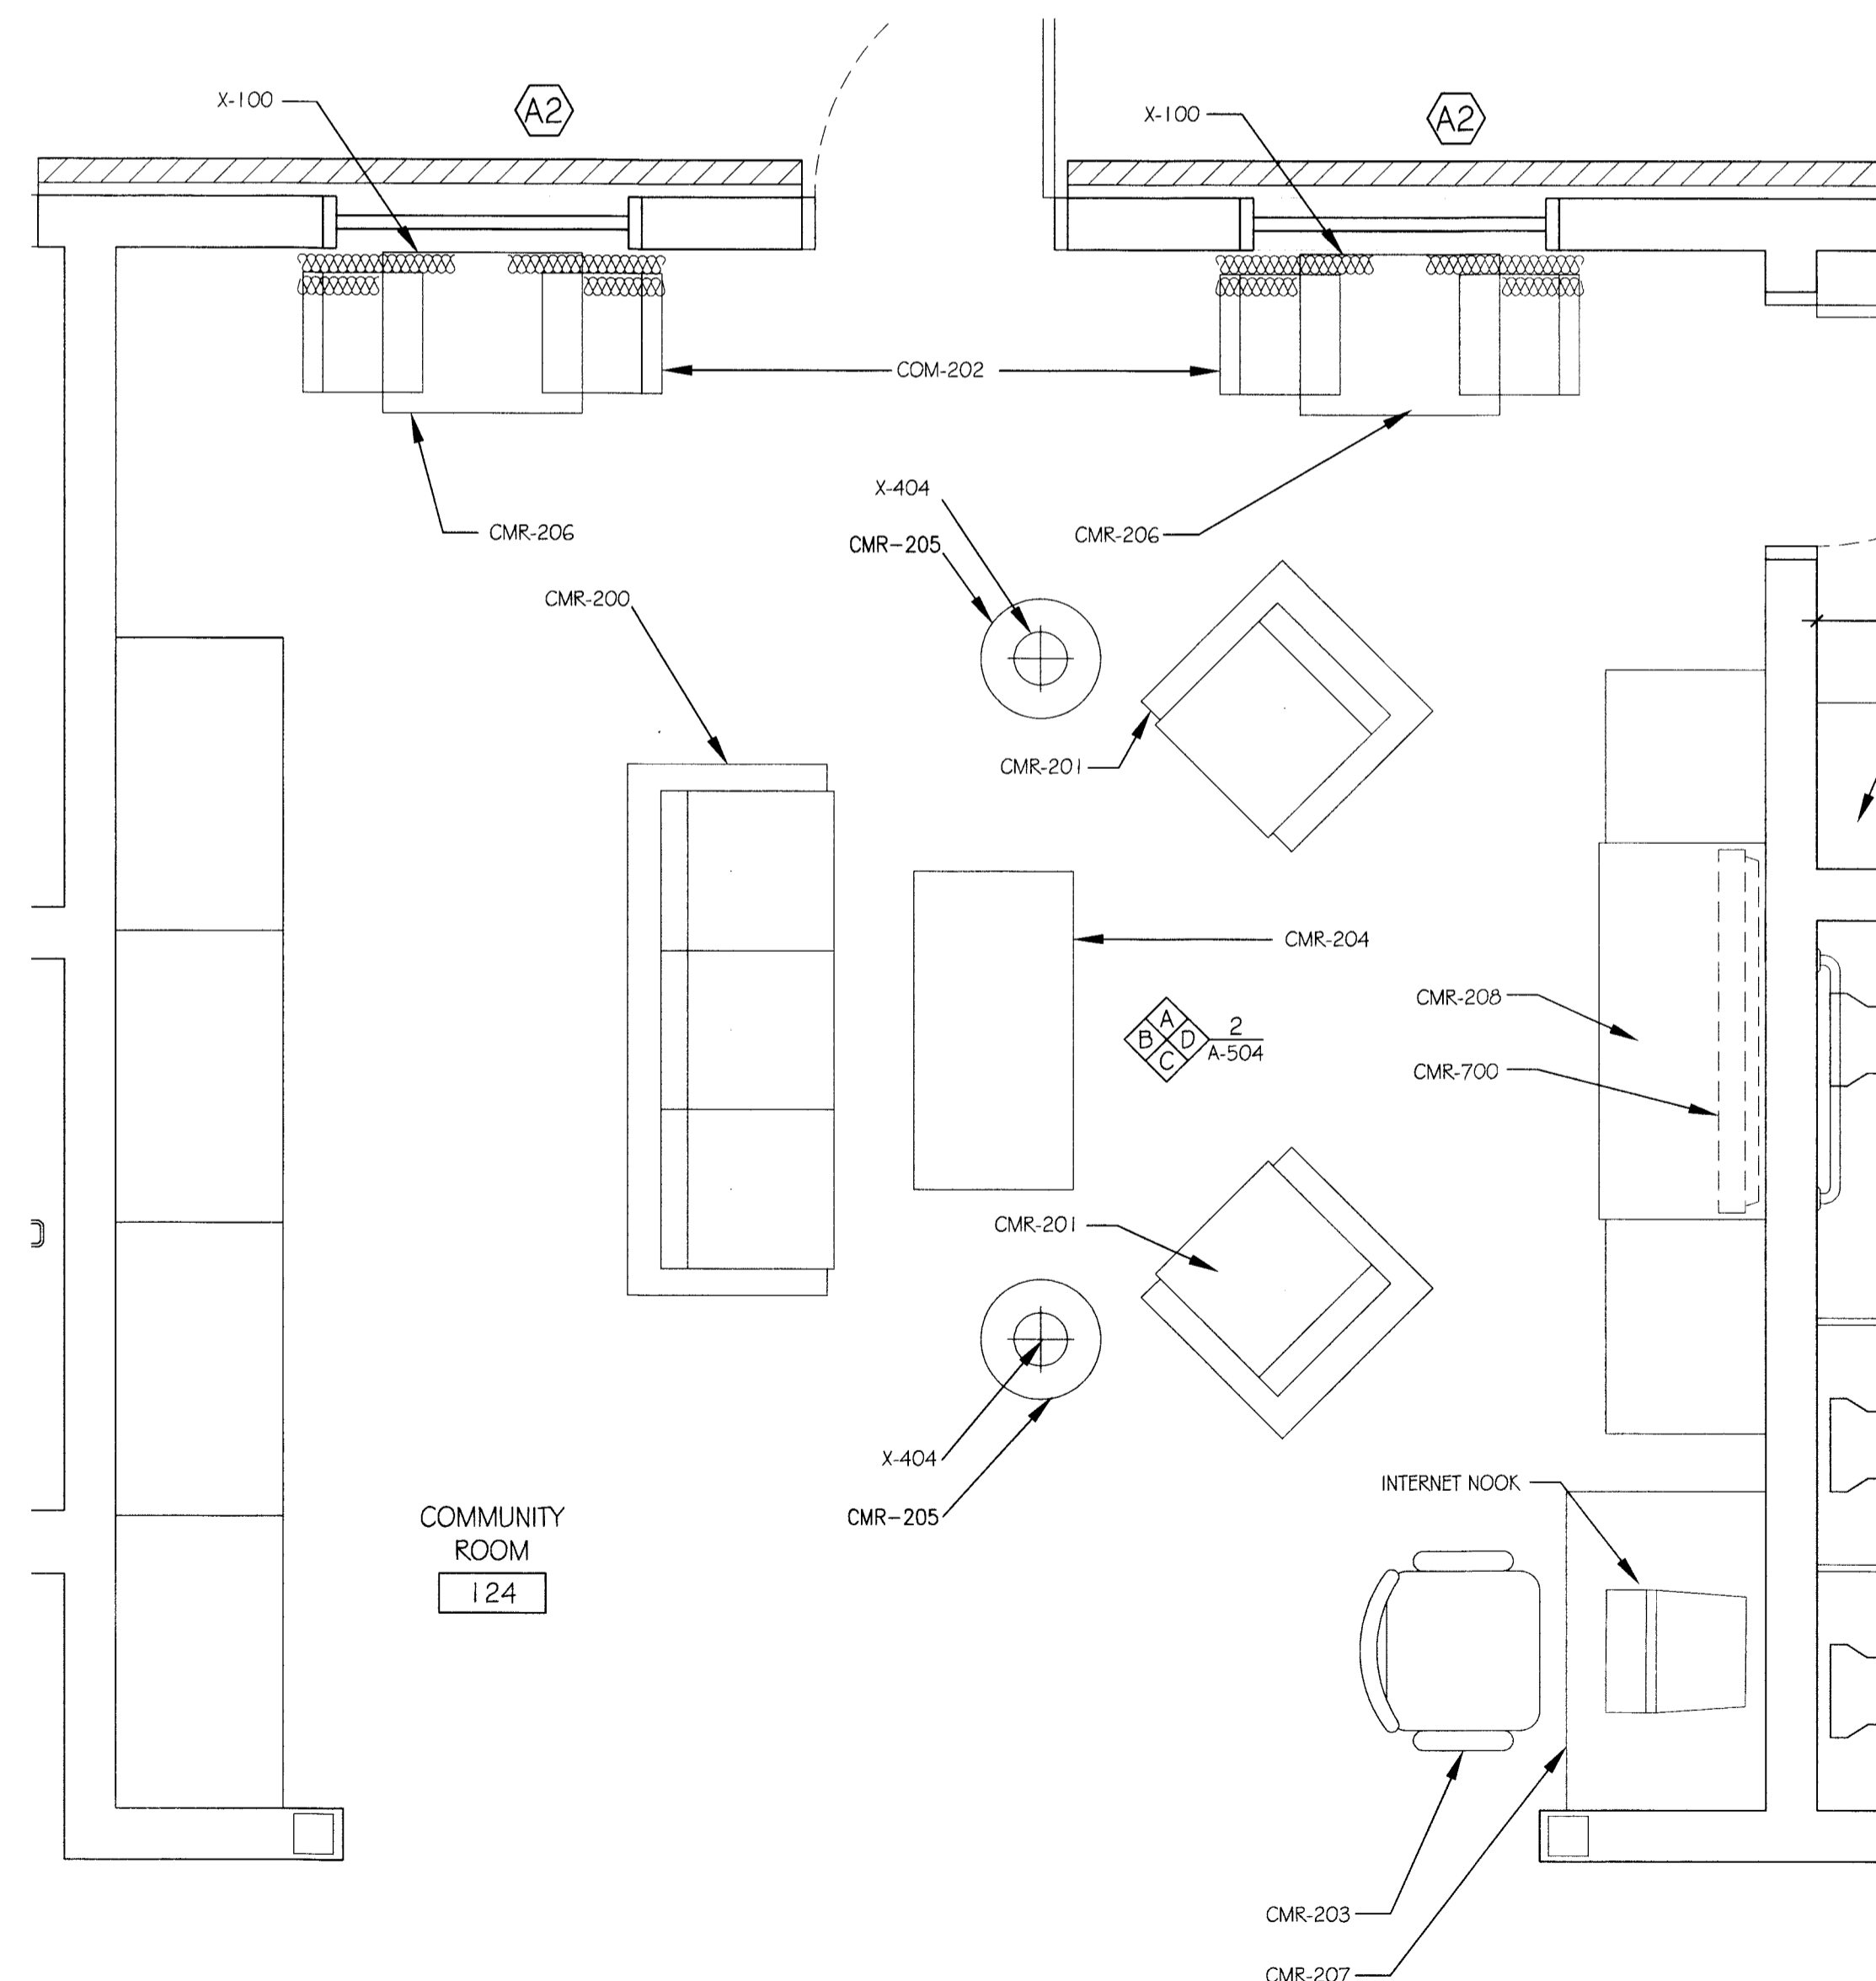 X-100
A2
X-100
A2
COM-202
X-404
CMR-206
CMR-205
CMR-206
CMR-200
CMR-201
CMR-204
CMR-208
A
B
D
C
2
A-504
CMR-700
CMR-201
X-404
INTERNET NOOK
CMR-205
COMMUNITY
ROOM
124
CMR-203
CMR-207